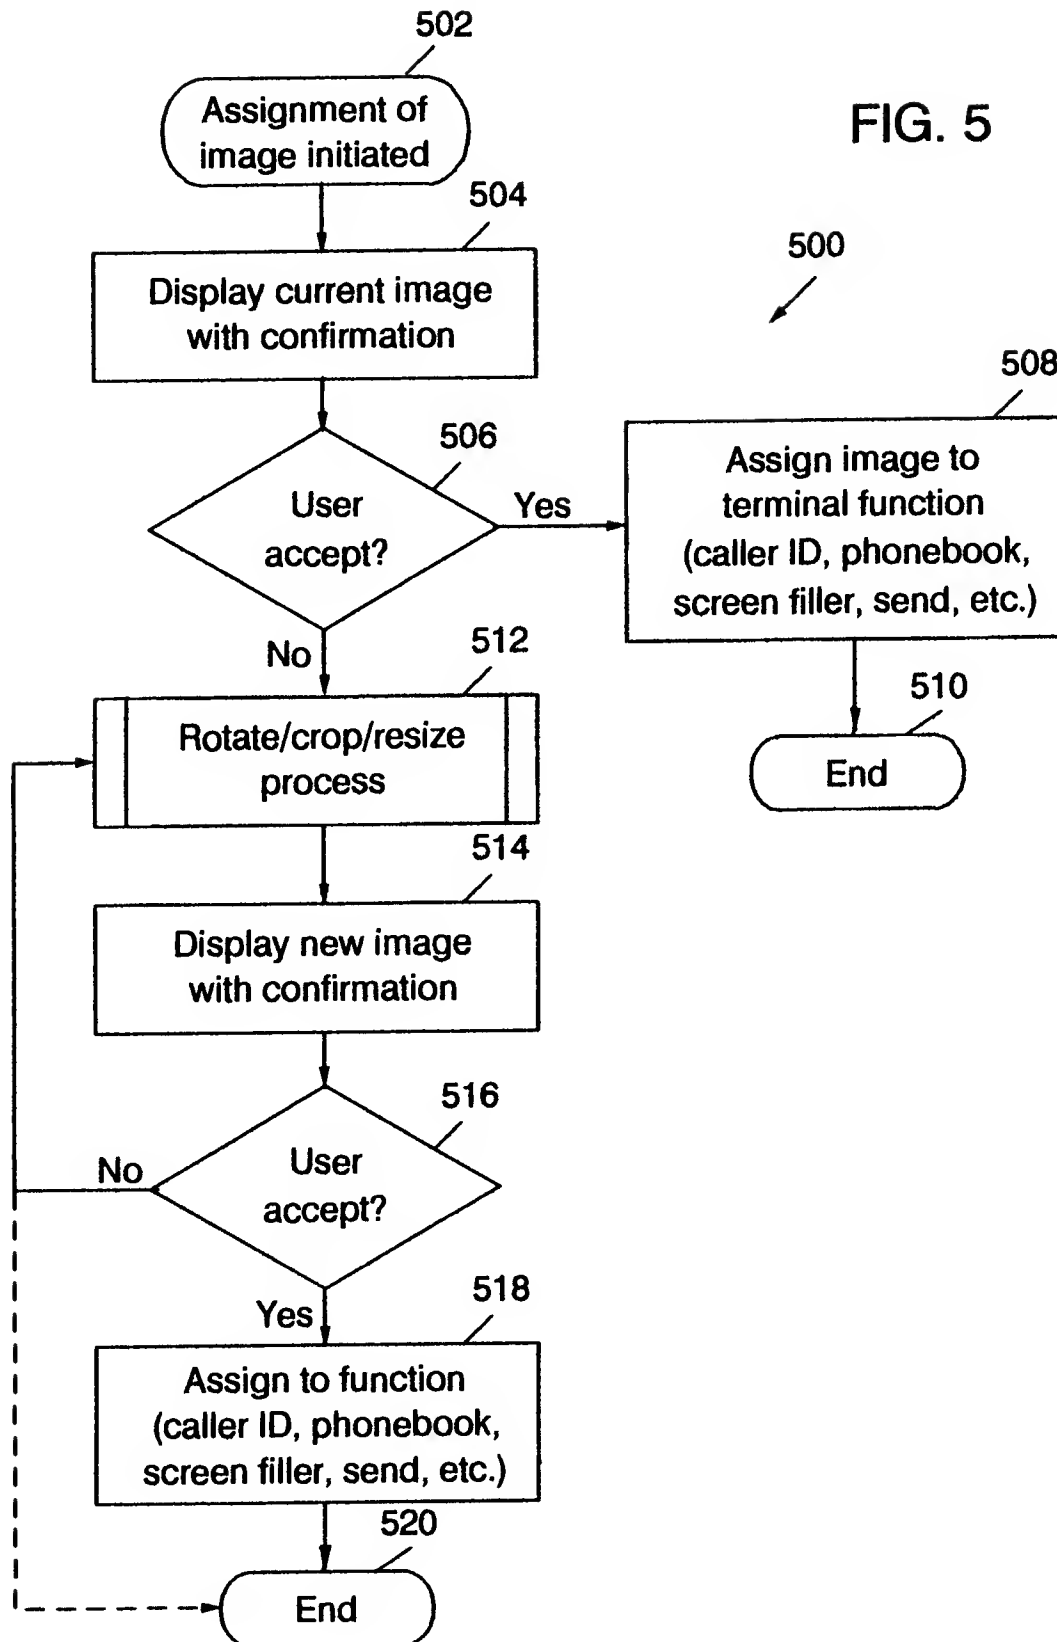 502
Assignment of
image initiated
FIG. 5
504
Display current image
with confirmation
500
506
User
accept?
Yes
508
Assign image to
terminal function
(caller ID, phonebook,
screen filler, send, etc.)
510
End
No
512
Rotate/crop/resize
process
514
Display new image
with confirmation
516
User
accept?
No
Yes
518
Assign to function
(caller ID, phonebook,
screen filler, send, etc.)
520
End